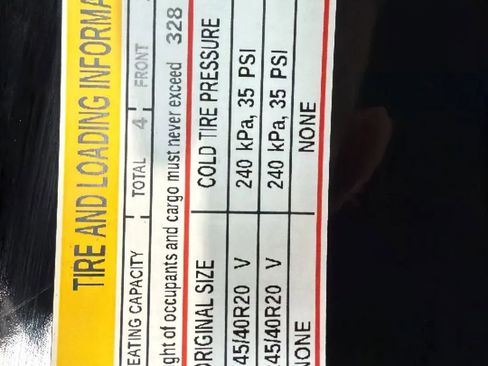 TIRE AND LOADING INFORMA
EATING CAPACITY TOTAL 4 FRONT
ght of occupants and cargo must never exceed 328
ORIGINAL SIZE COLD TIRE PRESSURE
45/40R20 V 240 kPa, 35 PSI
45/40R20 V 240 kPa, 35 PSI
NONE NONE